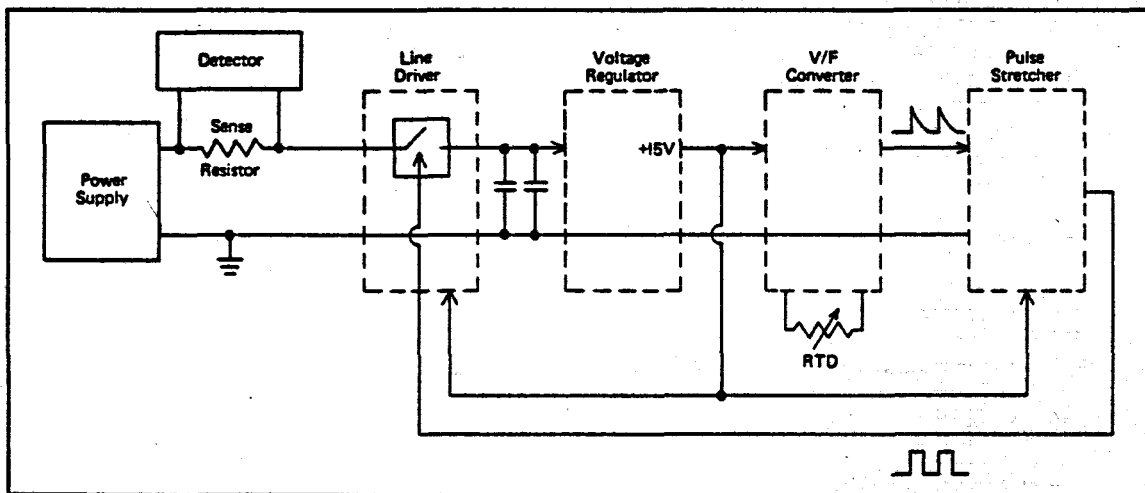 Detector
Line
Driver
Voltage
Regulator
V/F
Converter
Pulse
Stretcher
Sense
Resistor
Power
Supply
+15V
RTD